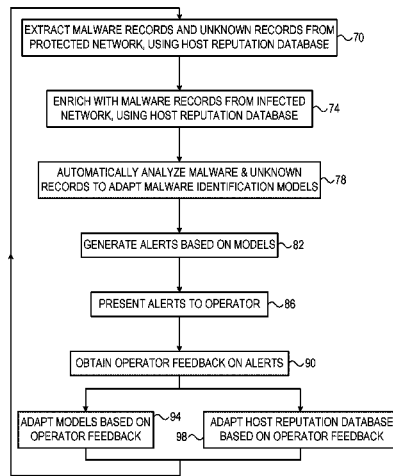 EXTRACT MALWARE RECORDS AND UNKNOWN RECORDS FROM
PROTECTED NETWORK, USING HOST REPUTATION DATABASE
70
ENRICH WITH MALWARE RECORDS FROM INFECTED
NETWORK, USING HOST REPUTATION DATABASE
74
AUTOMATICALLY ANALYZE MALWARE & UNKNOWN
RECORDS TO ADAPT MALWARE IDENTIFICATION MODELS
78
GENERATE ALERTS BASED ON MODELS
82
PRESENT ALERTS TO OPERATOR
86
OBTAIN OPERATOR FEEDBACK ON ALERTS
90
ADAPT MODELS BASED ON
OPERATOR FEEDBACK
94
ADAPT HOST REPUTATION DATABASE
BASED ON OPERATOR FEEDBACK
98